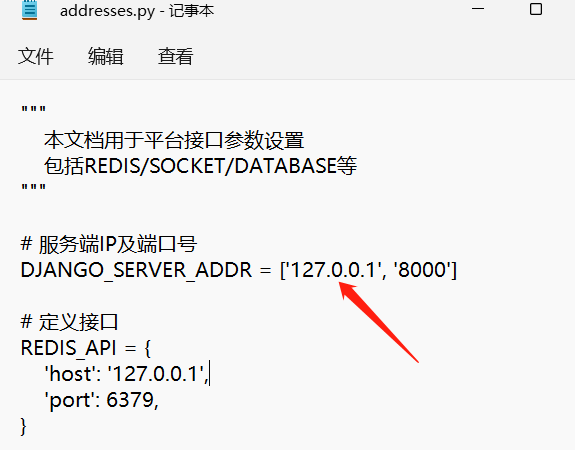 addresses.py - 记事本
文件 编辑 查看
"""
本文档用于平台接口参数设置
包括REDIS/SOCKET/DATABASE等
"""
# 服务端IP及端口号
DJANGO_SERVER_ADDR = ['127.0.0.1', '8000']
# 定义接口
REDIS_API = {
'host': '127.0.0.1',
'port': 6379,
}